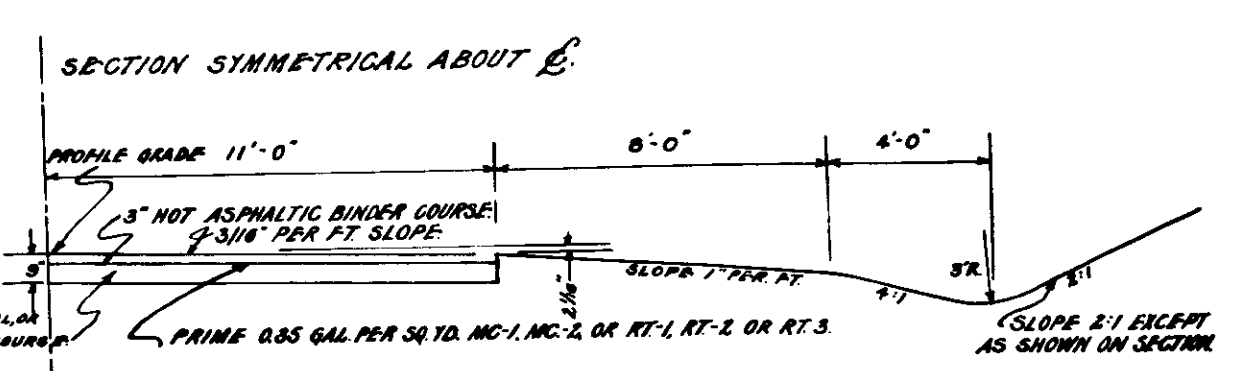 SECTION SYMMETRICAL ABOUT ℄.
PROFILE GRADE 11'-0"
8'-0"
4'-0"
3" HOT ASPHALTIC BINDER COURSE
3/16" PER FT. SLOPE
9"
2 1/16"
SLOPE 1" PER. FT.
4:1
3'R.
2:1
OR
PRIME 0.35 GAL. PER SQ. YD. MC-1, MC-2, OR RT-1, RT-2 OR RT.3.
SLOPE 2:1 EXCEPT
AS SHOWN ON SECTION.